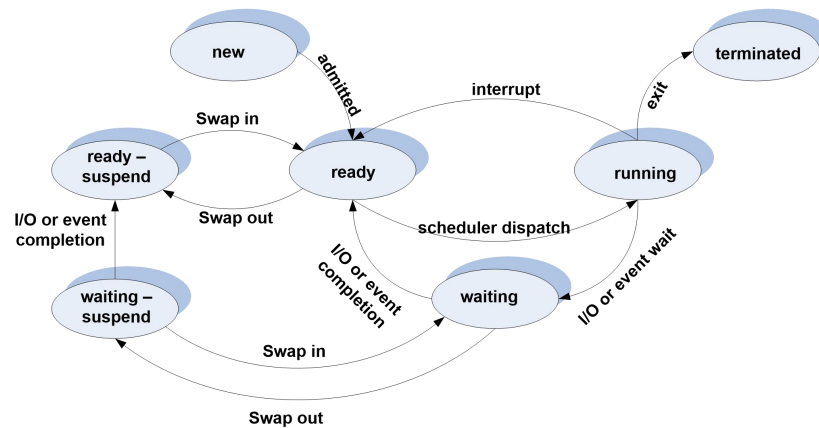 new
admitted
terminated
interrupt
exit
Swap in
ready –
suspend
ready
running
Swap out
I/O or event
completion
scheduler dispatch
I/O or event
completion
I/O or event wait
waiting –
suspend
waiting
Swap in
Swap out